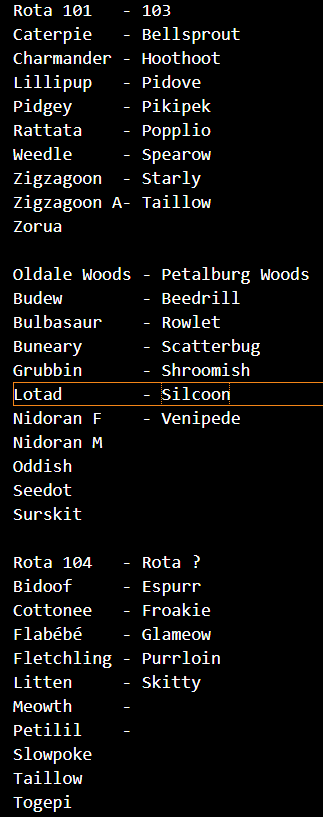 Rota 101   - 103
Caterpie   - Bellsprout
Charmander - Hoothoot
Lillipup   - Pidove
Pidgey     - Pikipek
Rattata    - Popplio
Weedle     - Spearow
Zigzagoon  - Starly
Zigzagoon A- Taillow
Zorua

Oldale Woods - Petalburg Woods
Budew        - Beedrill
Bulbasaur    - Rowlet
Buneary      - Scatterbug
Grubbin      - Shroomish
Lotad        - Silcoon
Nidoran F    - Venipede
Nidoran M
Oddish
Seedot
Surskit

Rota 104   - Rota ?
Bidoof     - Espurr
Cottonee   - Froakie
Flabébé    - Glameow
Fletchling - Purrloin
Litten     - Skitty
Meowth     -
Petilil    -
Slowpoke
Taillow
Togepi